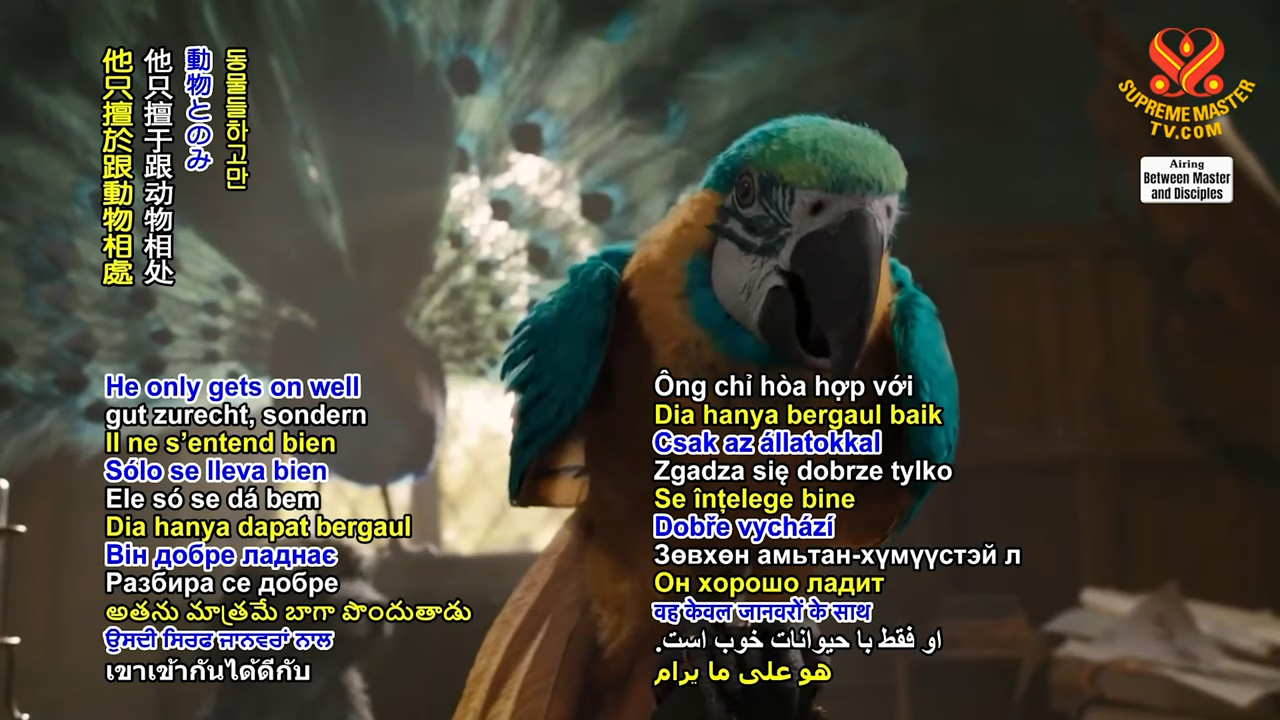 他只擅於跟動物相處
他只擅于跟动物相处
動物とのみ
동물들하고만
SUPREME MASTER
TV.COM
Airing
Between Master
and Disciples
He only gets on well
gut zurecht, sondern
Il ne s’entend bien
Sólo se lleva bien
Ele só se dá bem
Dia hanya dapat bergaul
Він добре ладнає
Разбира се добре
అతను మాత్రమే బాగా పొందుతాడు
ਉਸਦੀ ਸਿਰਫ ਜਾਨਵਰਾਂ ਨਾਲ
เขาเข้ากันได้ดีกับ
Ông chỉ hòa hợp với
Dia hanya bergaul baik
Csak az állatokkal
Zgadza się dobrze tylko
Se înțelege bine
Dobře vychází
Зөвхөн амьтан-хүмүүстэй л
Он хорошо ладит
वह केवल जानवरों के साथ
او فقط با حیوانات خوب است.
هو على ما يرام